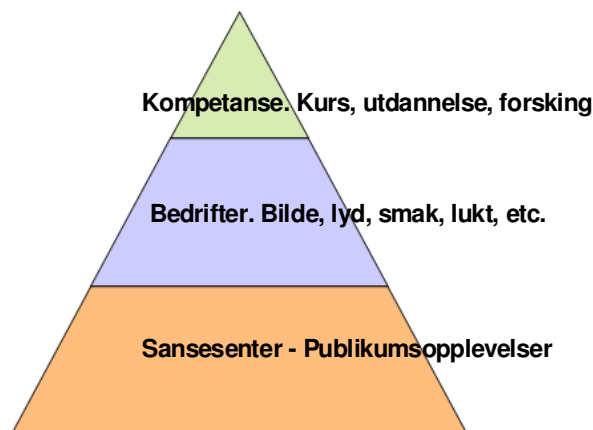 Kompetanse. Kurs, utdannelse, forsking
Bedrifter. Bilde, lyd, smak, lukt, etc.
Sansesenter - Publikumsopplevelser